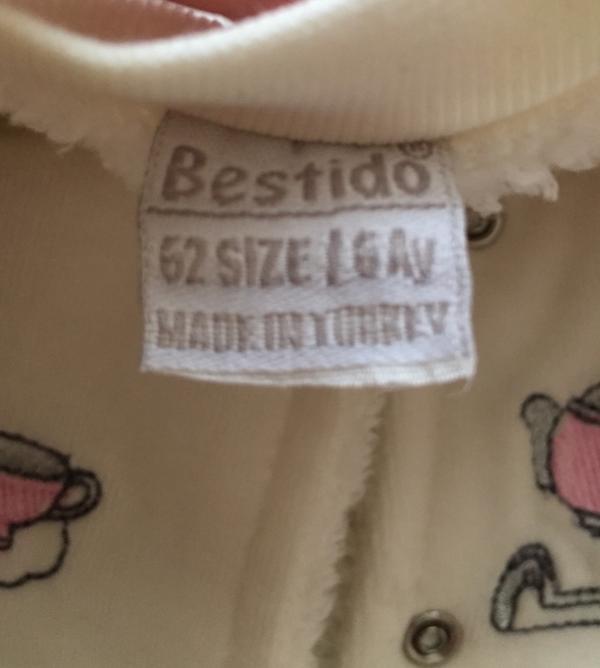 Bestido®
62 SIZE / 6 Ay
MADE IN TURKEY